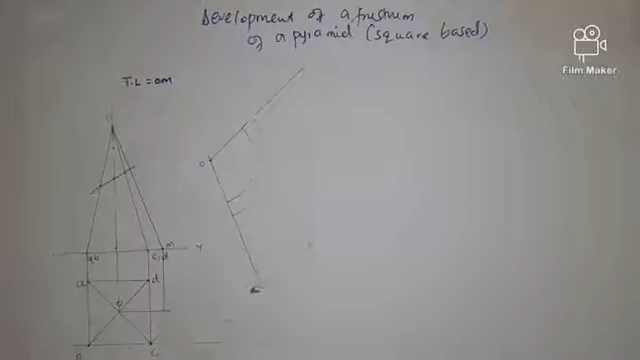 Development of a frustum
of a pyramid (square based)
Film Maker
T.L = om
o
o
a,b
c,d
M
Y
a
d
o
B
C